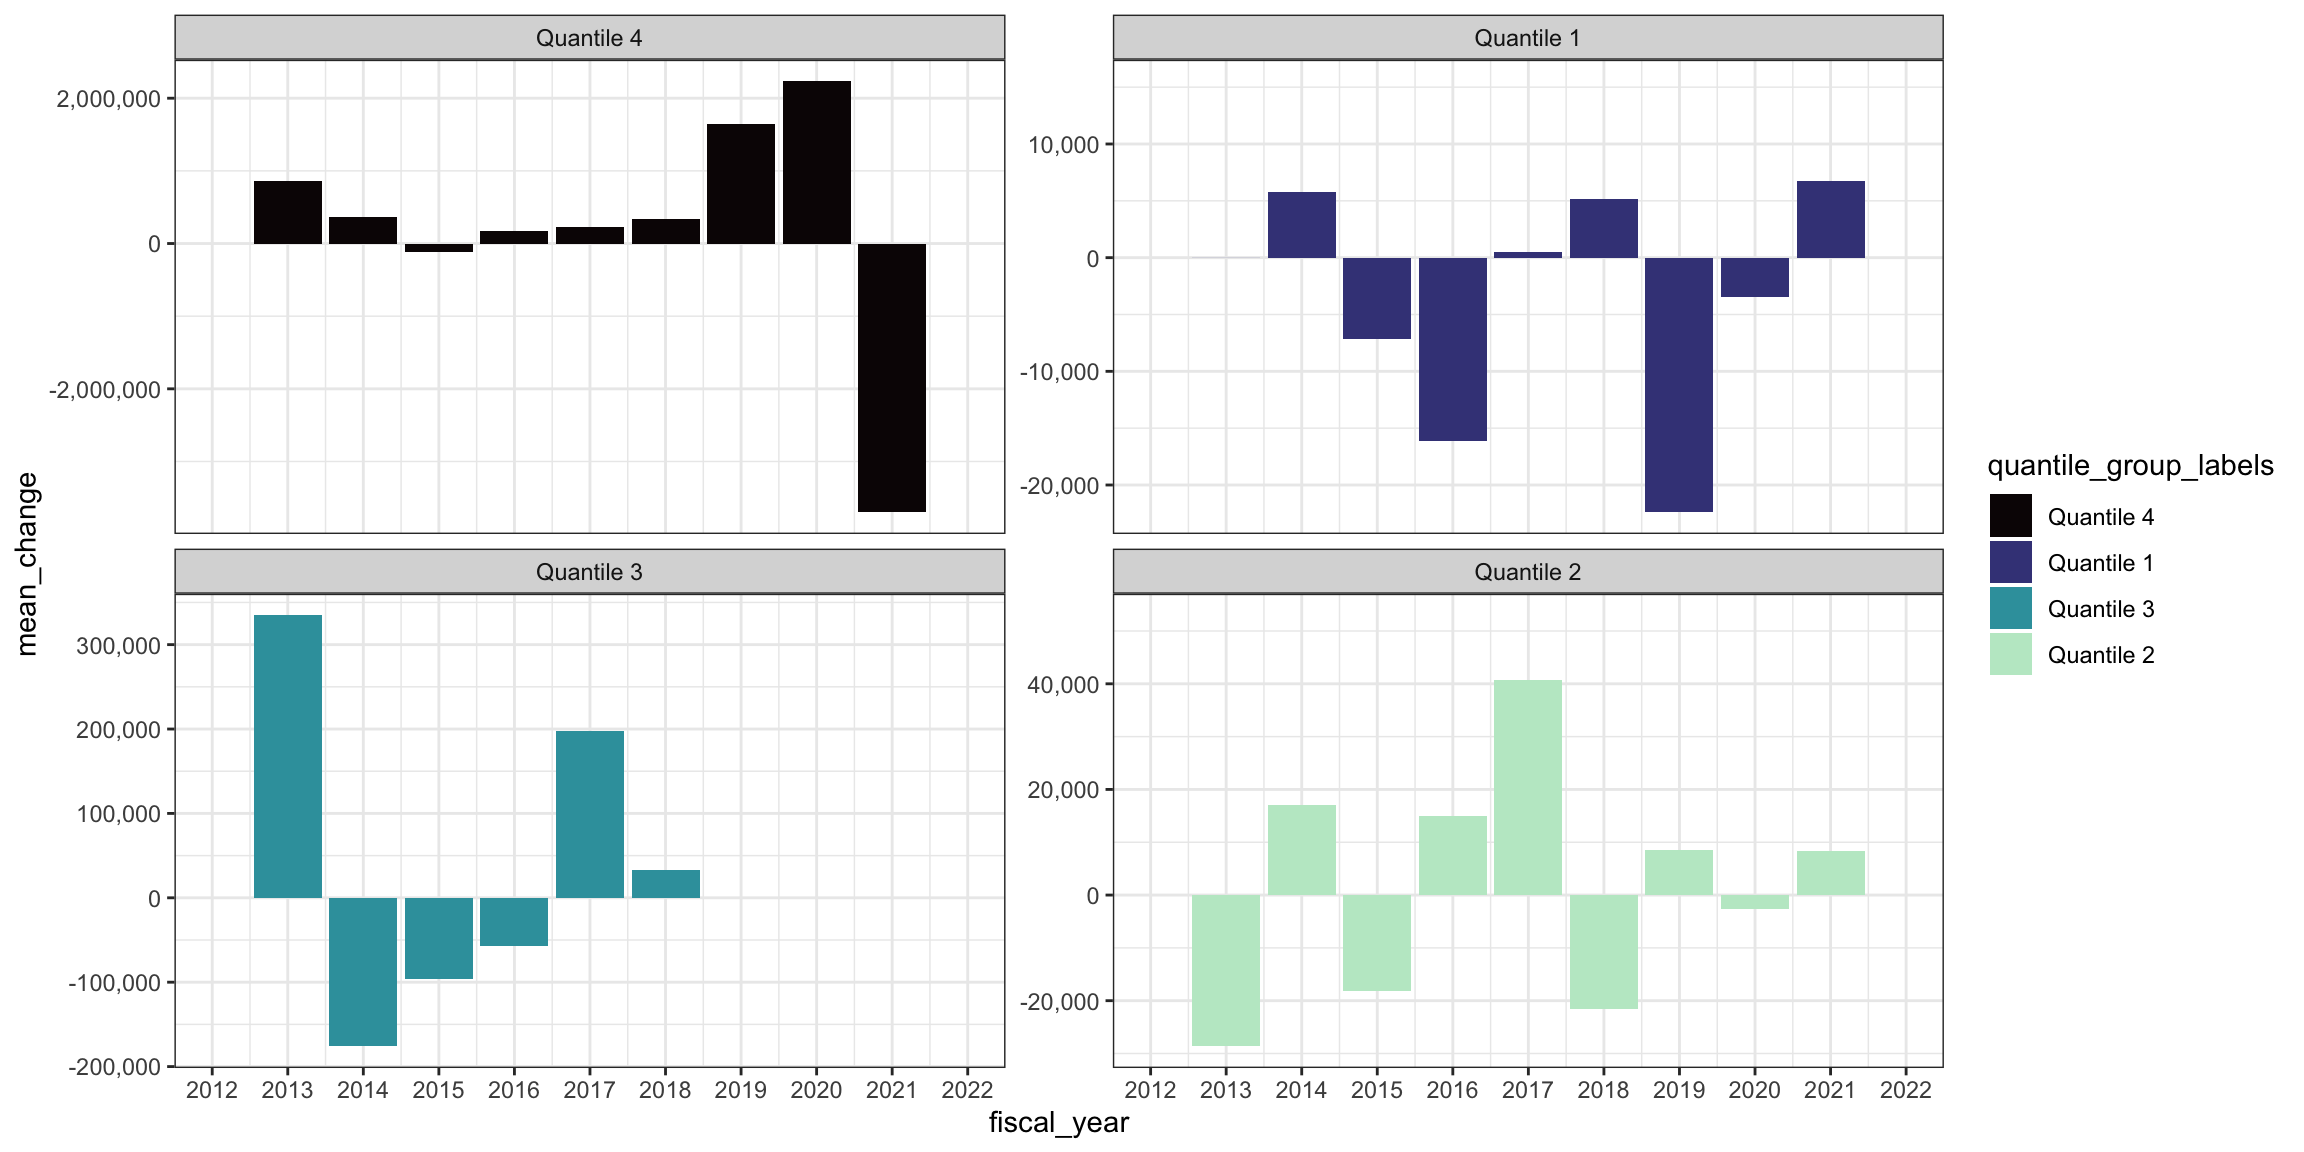 Quantile 4
2,000,000
0
-2,000,000
Quantile 1
10,000
0
-10,000
-20,000
Quantile 3
300,000
200,000
100,000
0
-100,000
-200,000
2012 2013 2014 2015 2016 2017 2018 2019 2020 2021 2022
Quantile 2
40,000
20,000
0
-20,000
2012 2013 2014 2015 2016 2017 2018 2019 2020 2021 2022
mean_change
fiscal_year
quantile_group_labels
Quantile 4
Quantile 1
Quantile 3
Quantile 2